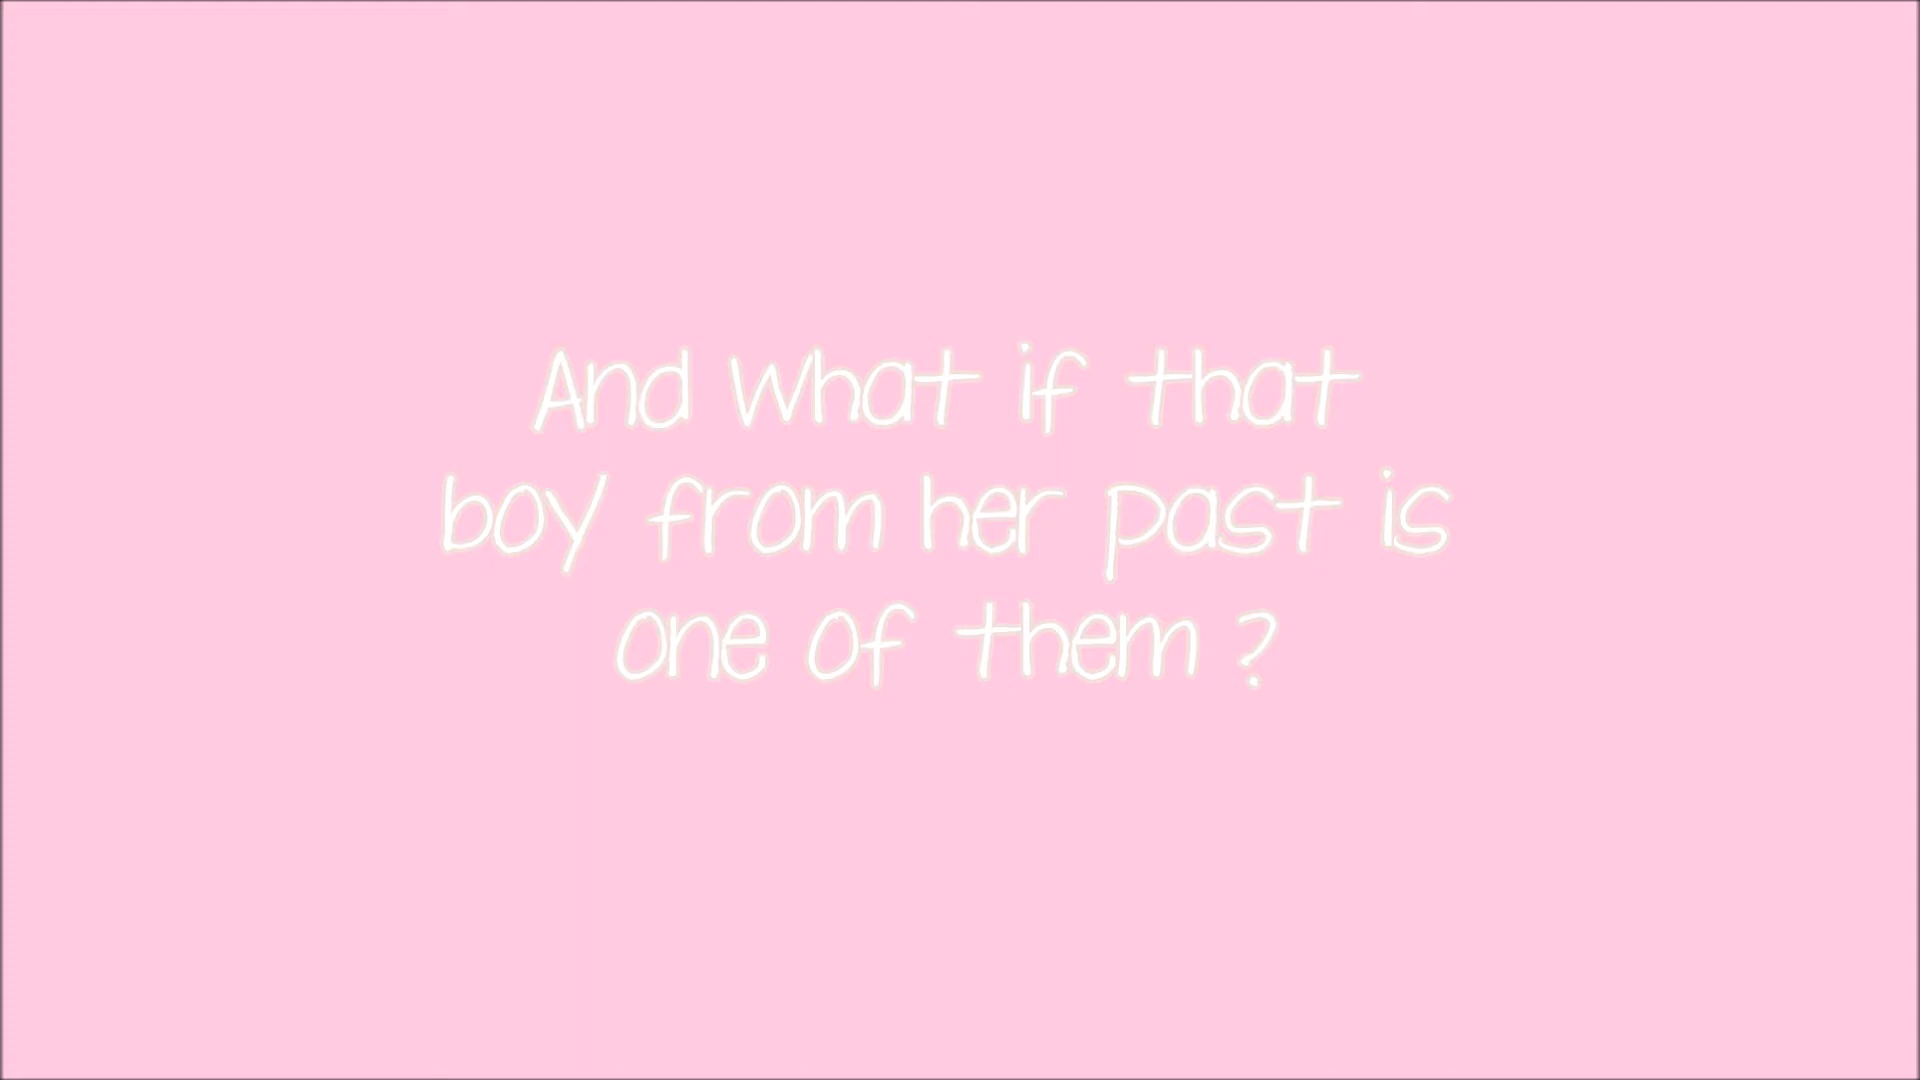 And What if that
boy from her past is
one of them ?